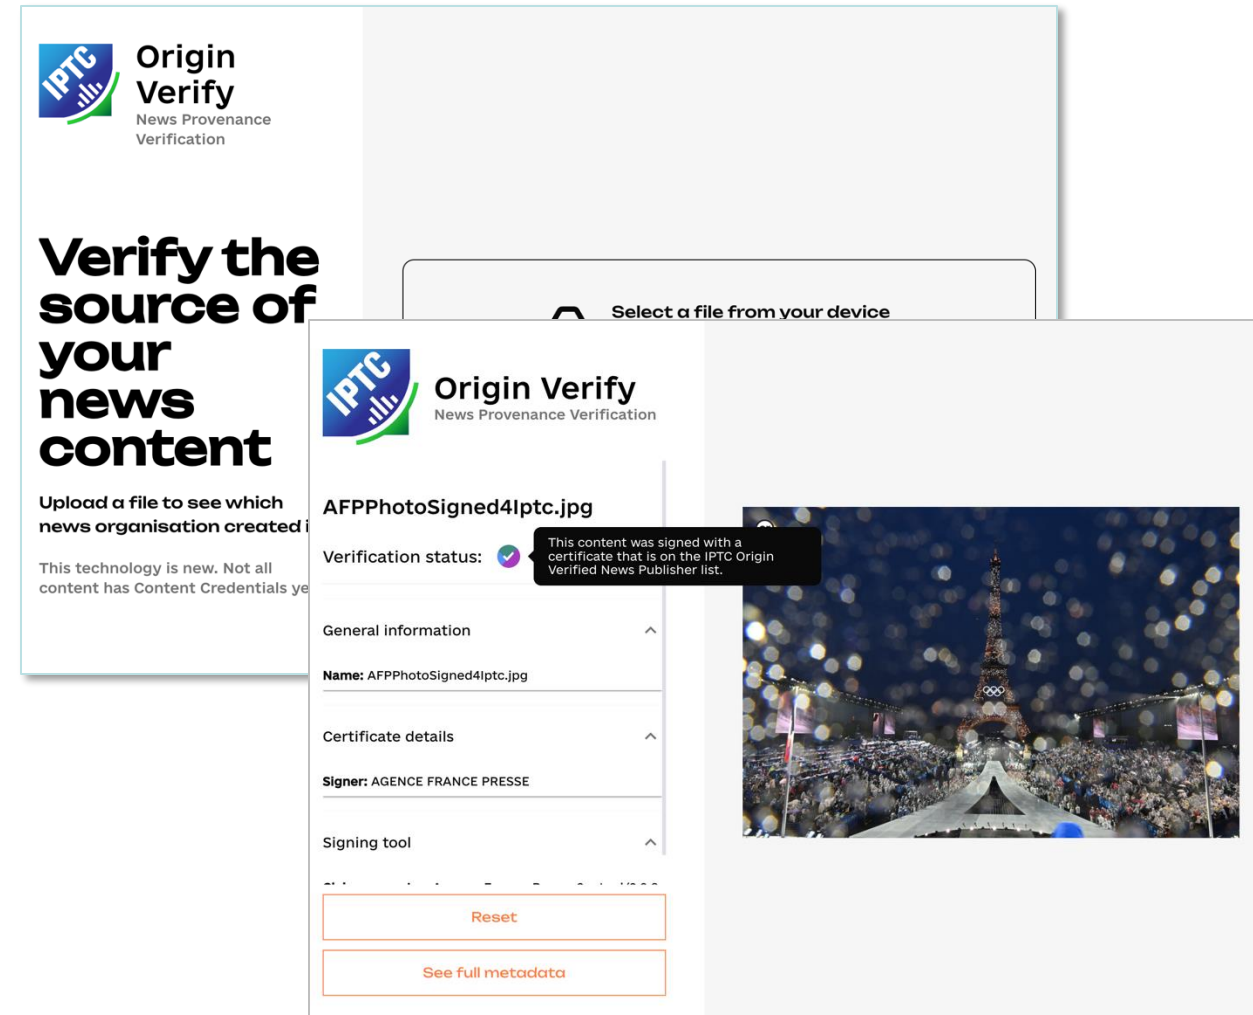 IPTC
Origin
Verify
News Provenance
Verification
Verify the
source of
your
news
content
Upload a file to see which
news organisation created
This technology is new. Not all
content has Content Credentials
Select a file from your device
IPTC
Origin Verify
News Provenance Verification
AFPPhotoSigned4Iptc.jpg
Verification status:
This content was signed with a
certificate that is on the IPTC Origin
Verified News Publisher list.
General information
Name: AFPPhotoSigned4Iptc.jpg
Certificate details
Signer: AGENCE FRANCE PRESSE
Signing tool
Reset
See full metadata